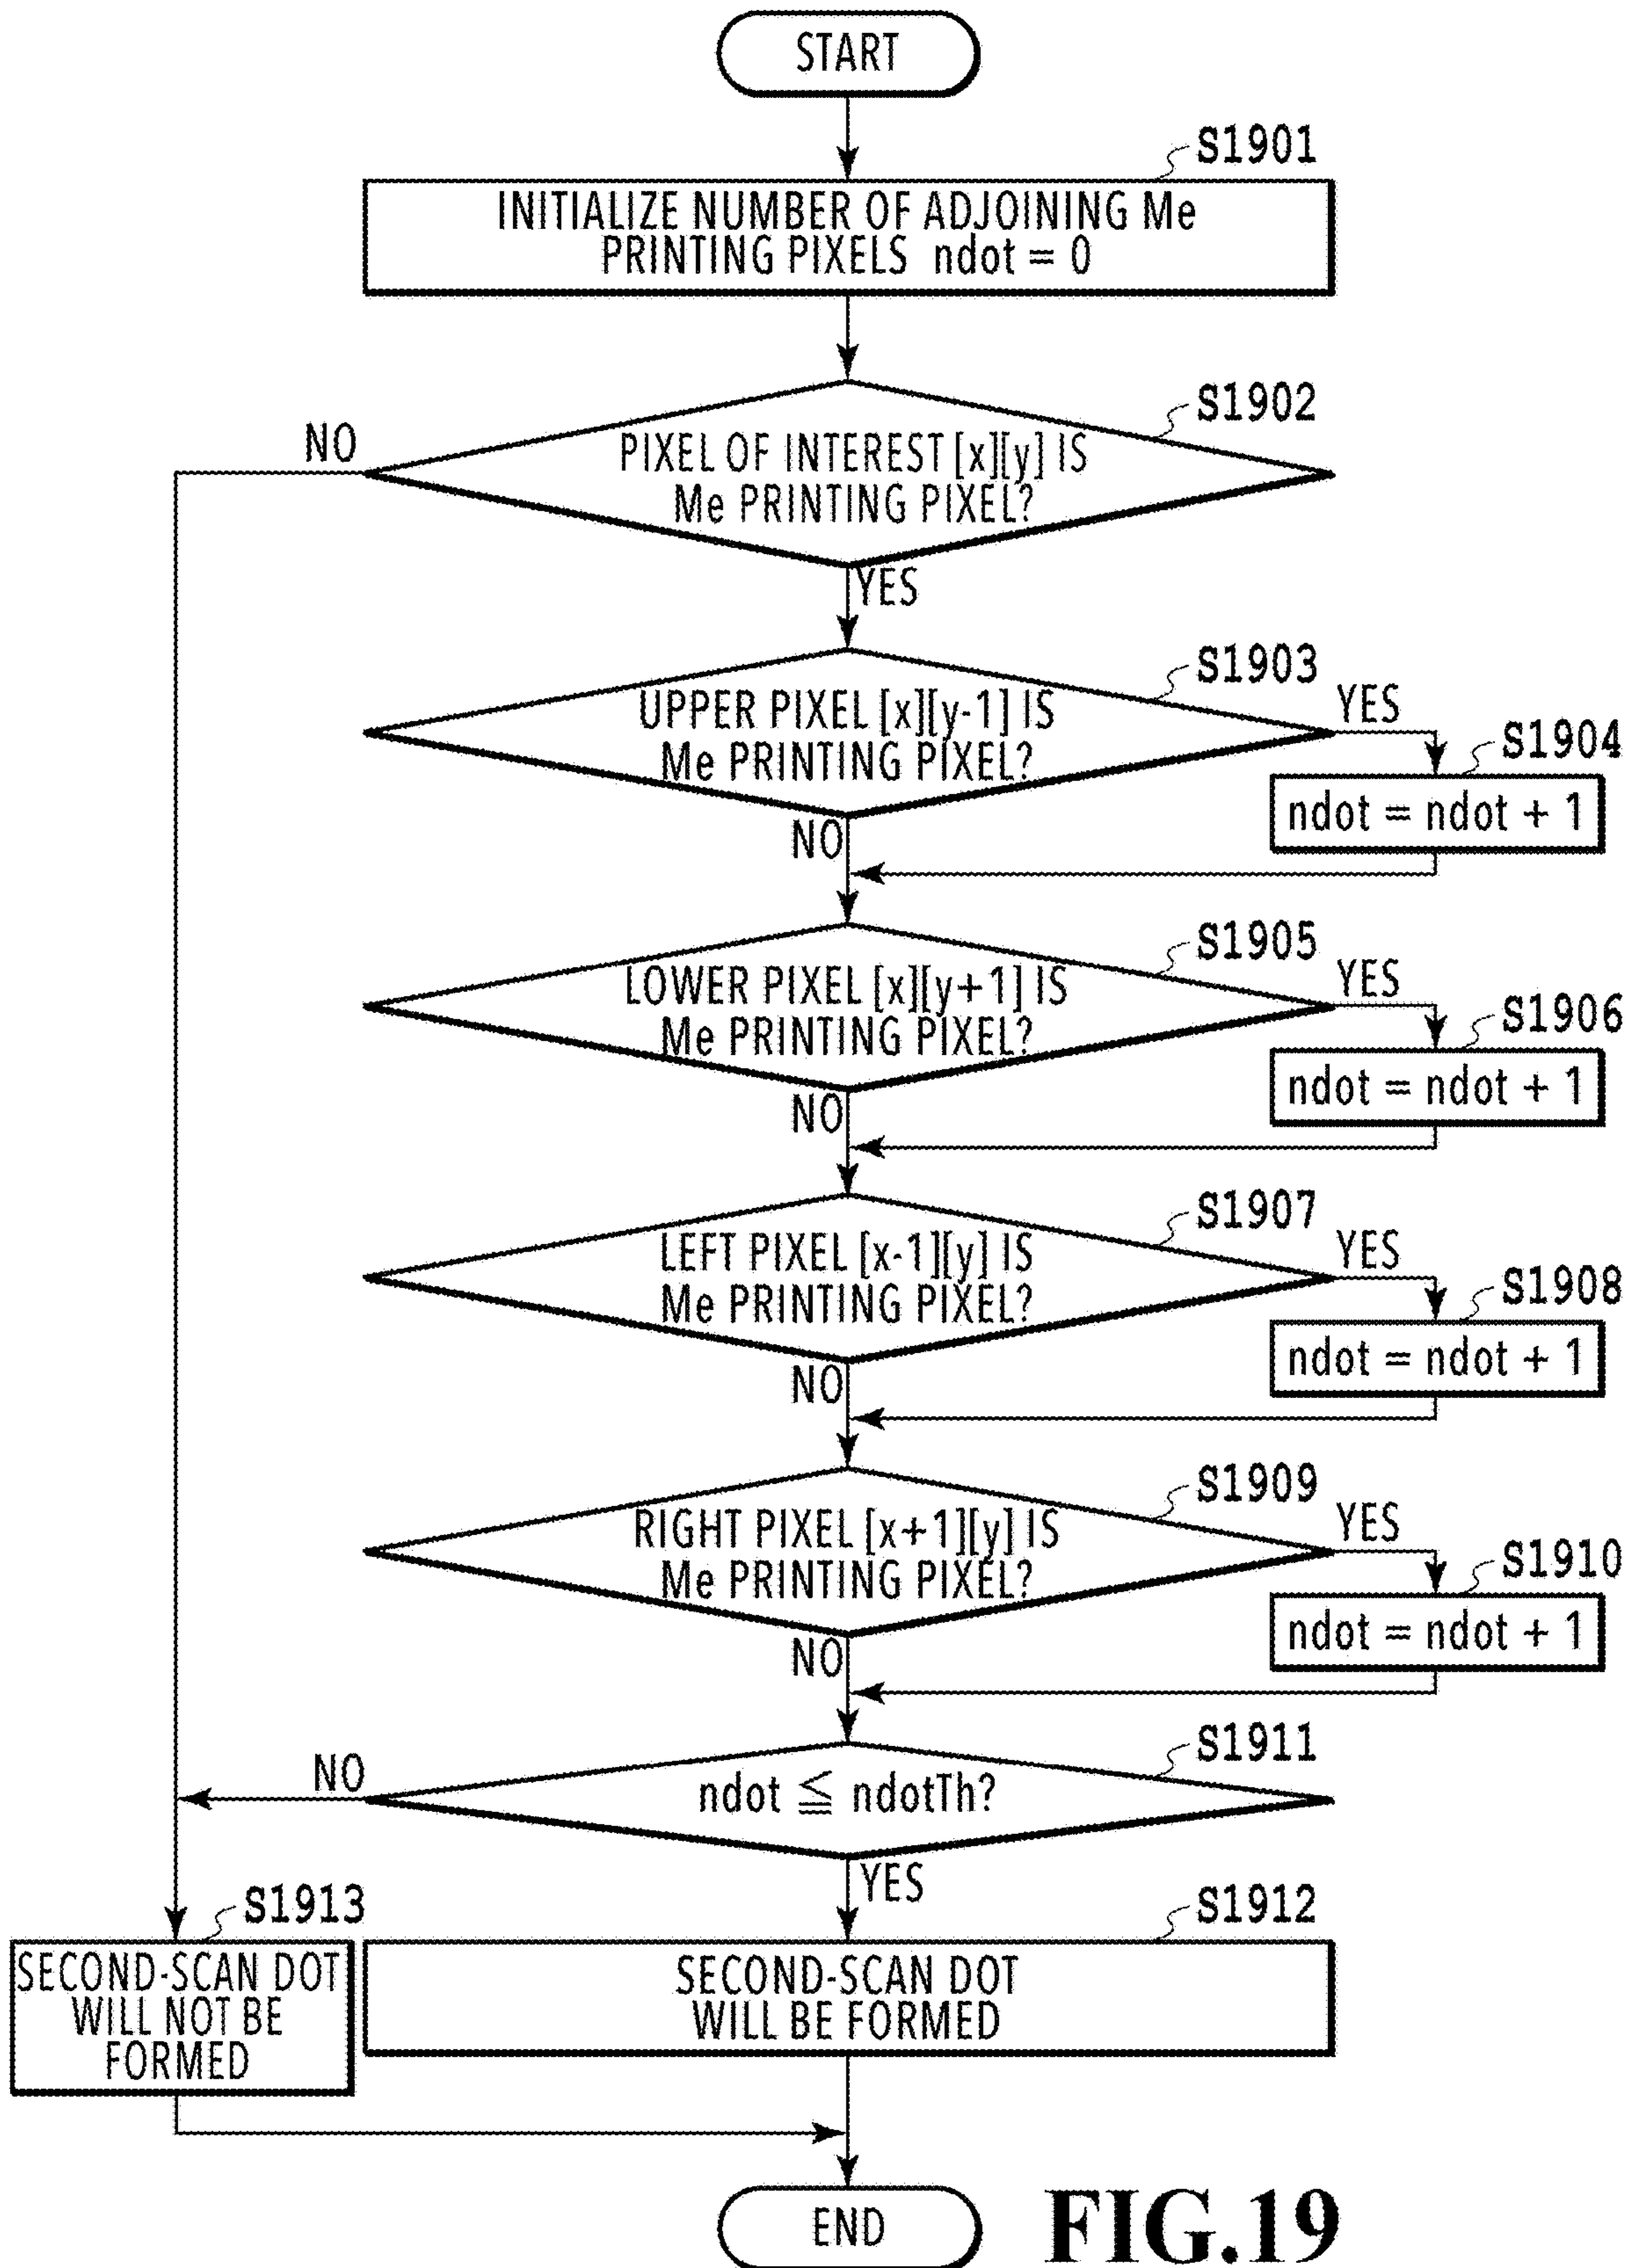 START
S1901
INITIALIZE NUMBER OF ADJOINING Me
PRINTING PIXELS ndot = 0
S1902
NO
PIXEL OF INTEREST [x][y] IS
Me PRINTING PIXEL?
YES
S1903
UPPER PIXEL [x][y-1] IS
Me PRINTING PIXEL?
YES
S1904
ndot = ndot + 1
NO
S1905
LOWER PIXEL [x][y+1] IS
Me PRINTING PIXEL?
YES
S1906
ndot = ndot + 1
NO
S1907
LEFT PIXEL [x-1][y] IS
Me PRINTING PIXEL?
YES
S1908
ndot = ndot + 1
NO
S1909
RIGHT PIXEL [x+1][y] IS
Me PRINTING PIXEL?
YES
S1910
ndot = ndot + 1
NO
S1911
NO
ndot ≦ ndotTh?
YES
S1913
SECOND-SCAN DOT
WILL NOT BE
FORMED
S1912
SECOND-SCAN DOT
WILL BE FORMED
END
FIG.19